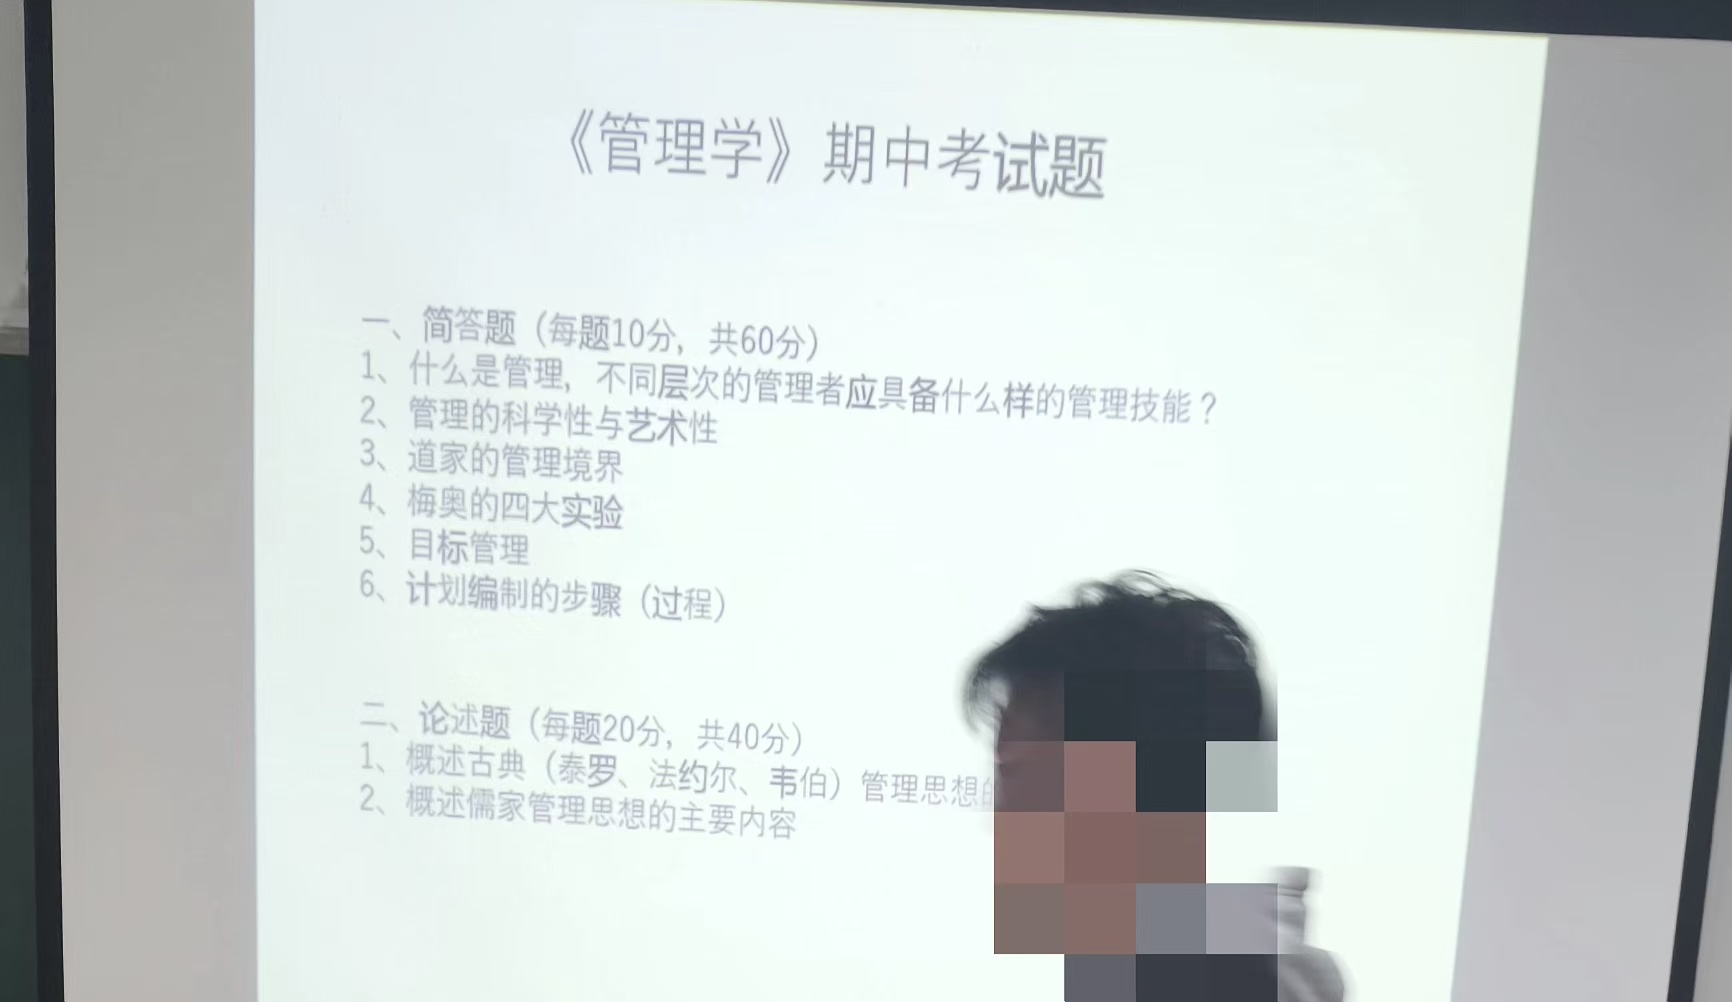 《管理学》期中考试题
一、简答题（每题10分，共60分）
1、什么是管理，不同层次的管理者应具备什么样的管理技能？
2、管理的科学性与艺术性
3、道家的管理境界
4、梅奥的四大实验
5、目标管理
6、计划编制的步骤（过程）
二、论述题（每题20分，共40分）
1、概述古典（泰罗、法约尔、韦伯）管理思想
2、概述儒家管理思想的主要内容